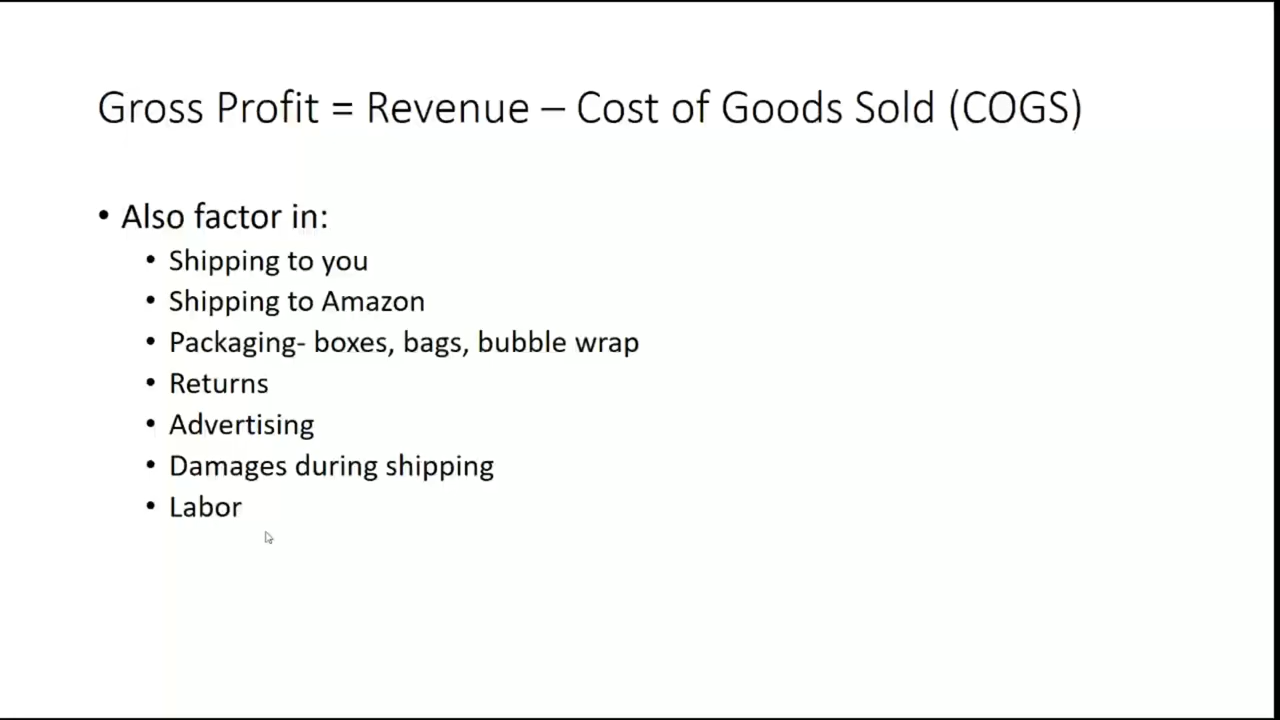 Gross Profit = Revenue – Cost of Goods Sold (COGS)
• Also factor in:
• Shipping to you
• Shipping to Amazon
• Packaging- boxes, bags, bubble wrap
• Returns
• Advertising
• Damages during shipping
• Labor